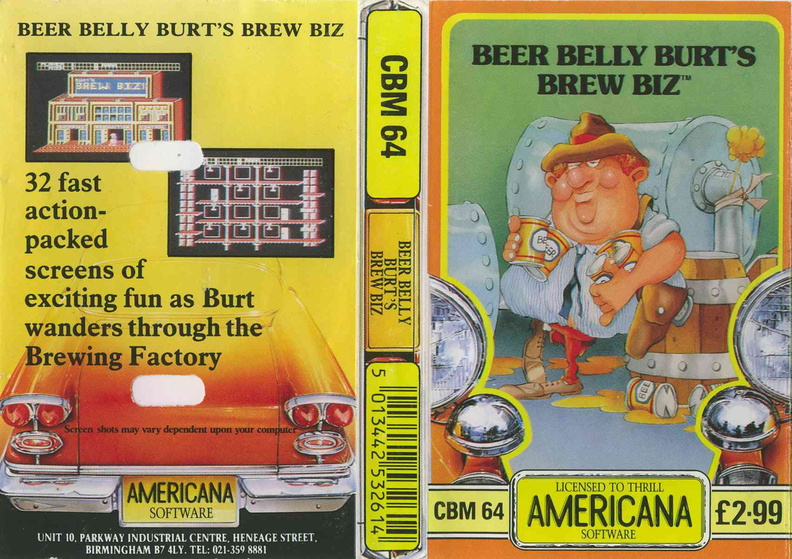 BEER BELLY BURT'S BREW BIZ
BREW BIZ!
32 fast
action-
packed
screens of
exciting fun as Burt
wanders through the
Brewing Factory
Screen shots may vary dependent upon your computer
AMERICANA
SOFTWARE
UNIT 10, PARKWAY INDUSTRIAL CENTRE, HENEAGE STREET,
BIRMINGHAM B7 4LY. TEL: 021-359 8881
CBM 64
BEER BELLY
BURT'S
BREW BIZ
5 013442 532614
BEER BELLY BURT'S
BREW BIZ™
BEER
CBM 64
LICENSED TO THRILL
AMERICANA
SOFTWARE
£2·99